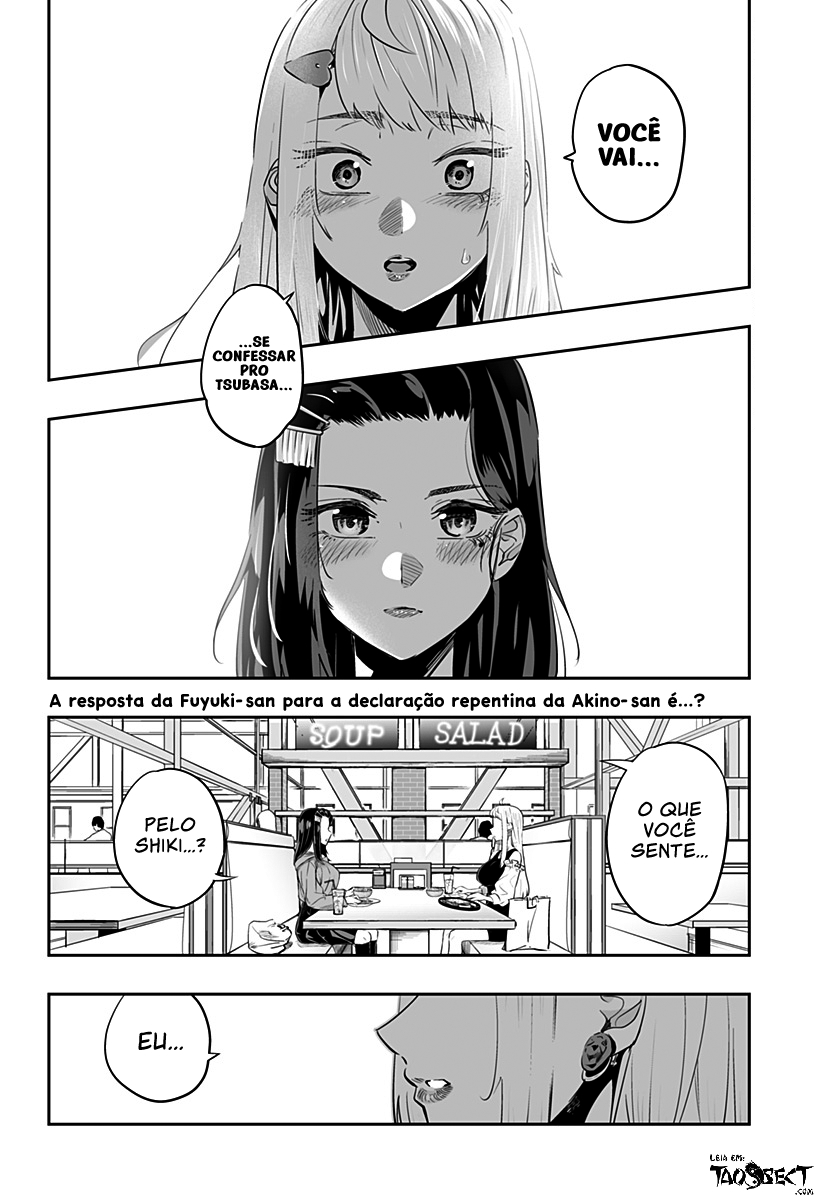 VOCÊ
VAI...
...SE
CONFESSAR
PRO
TSUBASA...
A resposta da Fuyuki-san para a declaração repentina da Akino-san é...?
SOUP SALAD
O QUE
VOCÊ
SENTE...
PELO
SHIKI...?
EU...
LEIA EM:
TAOSECT
.COM